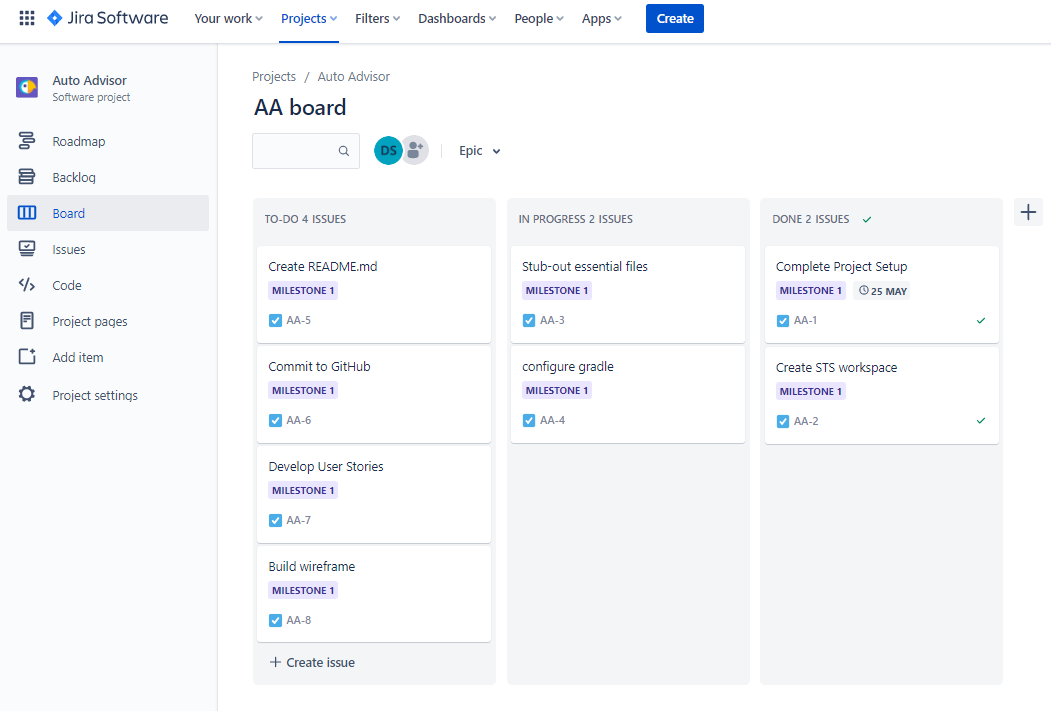 Jira Software Your work Projects Filters Dashboards People Apps Create
Auto Advisor
Software project
Roadmap
Backlog
Board
Issues
Code
Project pages
Add item
Project settings
Projects / Auto Advisor
AA board
DS Epic
TO-DO 4 ISSUES
Create README.md
MILESTONE 1
AA-5
Commit to GitHub
MILESTONE 1
AA-6
Develop User Stories
MILESTONE 1
AA-7
Build wireframe
MILESTONE 1
AA-8
+ Create issue
IN PROGRESS 2 ISSUES
Stub-out essential files
MILESTONE 1
AA-3
configure gradle
MILESTONE 1
AA-4
DONE 2 ISSUES
Complete Project Setup
MILESTONE 1 25 MAY
AA-1
Create STS workspace
MILESTONE 1
AA-2